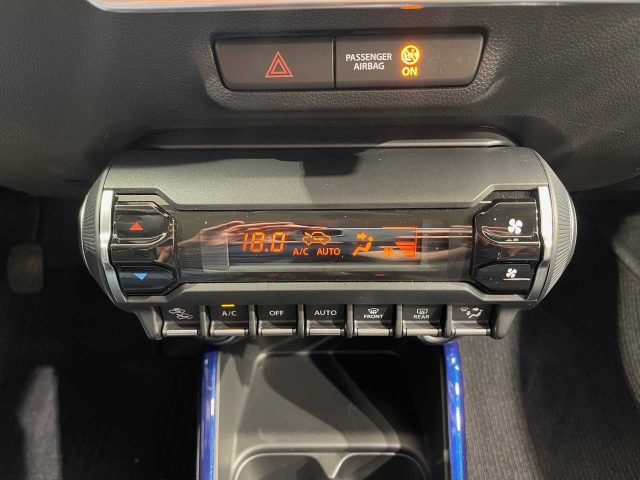 PASSENGER
AIRBAG
ON
18.0
A/C AUTO
A/C
OFF
AUTO
FRONT
REAR